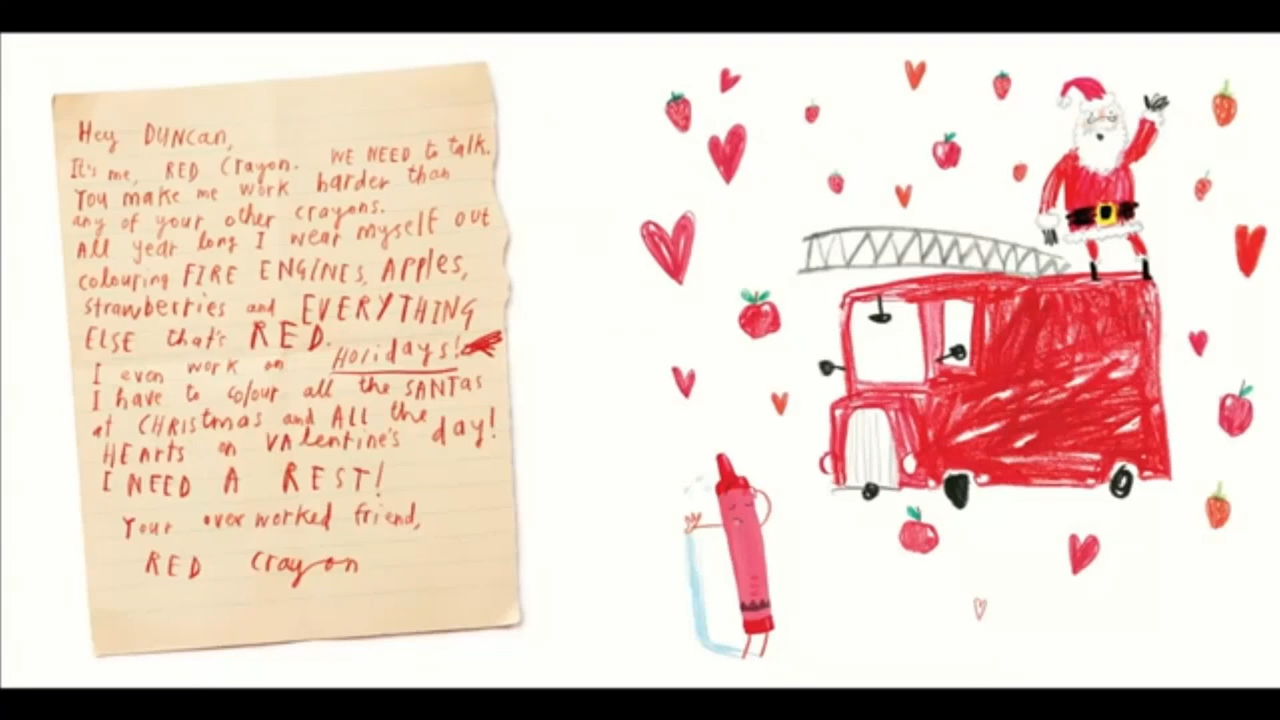 Hey DUNCan,
It's me, RED Crayon. WE NEED to talk.
You make me work harder than
any of your other crayons.
All year long I wear myself out
colouring FIRE ENGINES, APPles,
strawberries and EVERYTHING
ELSE that's RED.
I even work on Holidays!
I have to colour all the SANTAs
at CHRIStmas and ALL the
HEArts on VAlentine's day!
I NEED A REST!
Your overworked friend,
RED Crayon